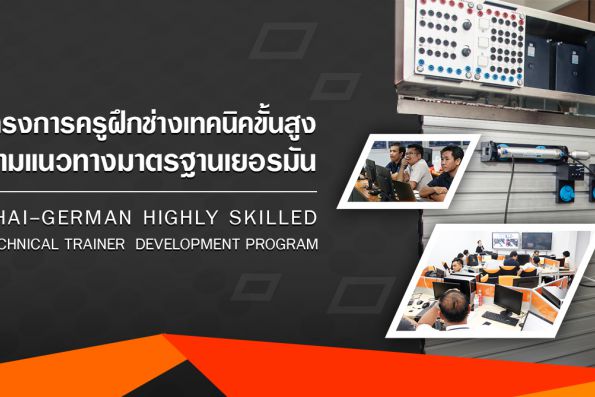 ครงการครูฝึกช่างเทคนิคขั้นสูง
ามแนวทางมาตรฐานเยอรมัน
HAI-GERMAN HIGHLY SKILLED
CHNICAL TRAINER DEVELOPMENT PROGRAM